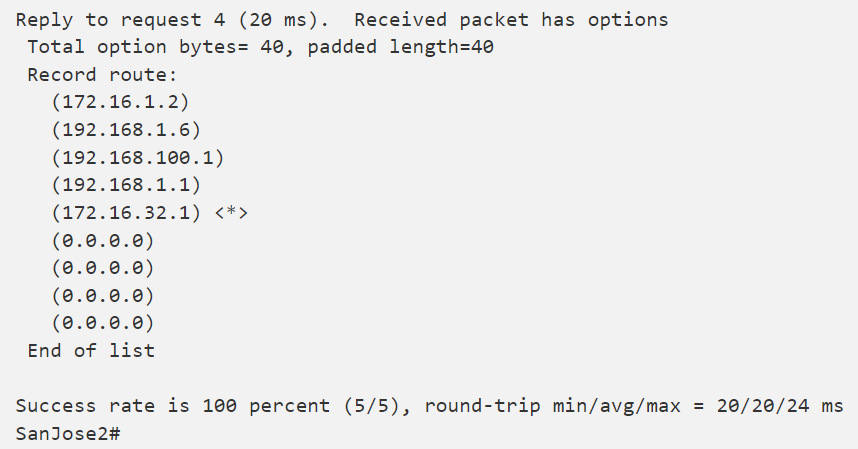 Reply to request 4 (20 ms).  Received packet has options
 Total option bytes= 40, padded length=40
 Record route:
   (172.16.1.2)
   (192.168.1.6)
   (192.168.100.1)
   (192.168.1.1)
   (172.16.32.1) <*>
   (0.0.0.0)
   (0.0.0.0)
   (0.0.0.0)
   (0.0.0.0)
 End of list

Success rate is 100 percent (5/5), round-trip min/avg/max = 20/20/24 ms
SanJose2#